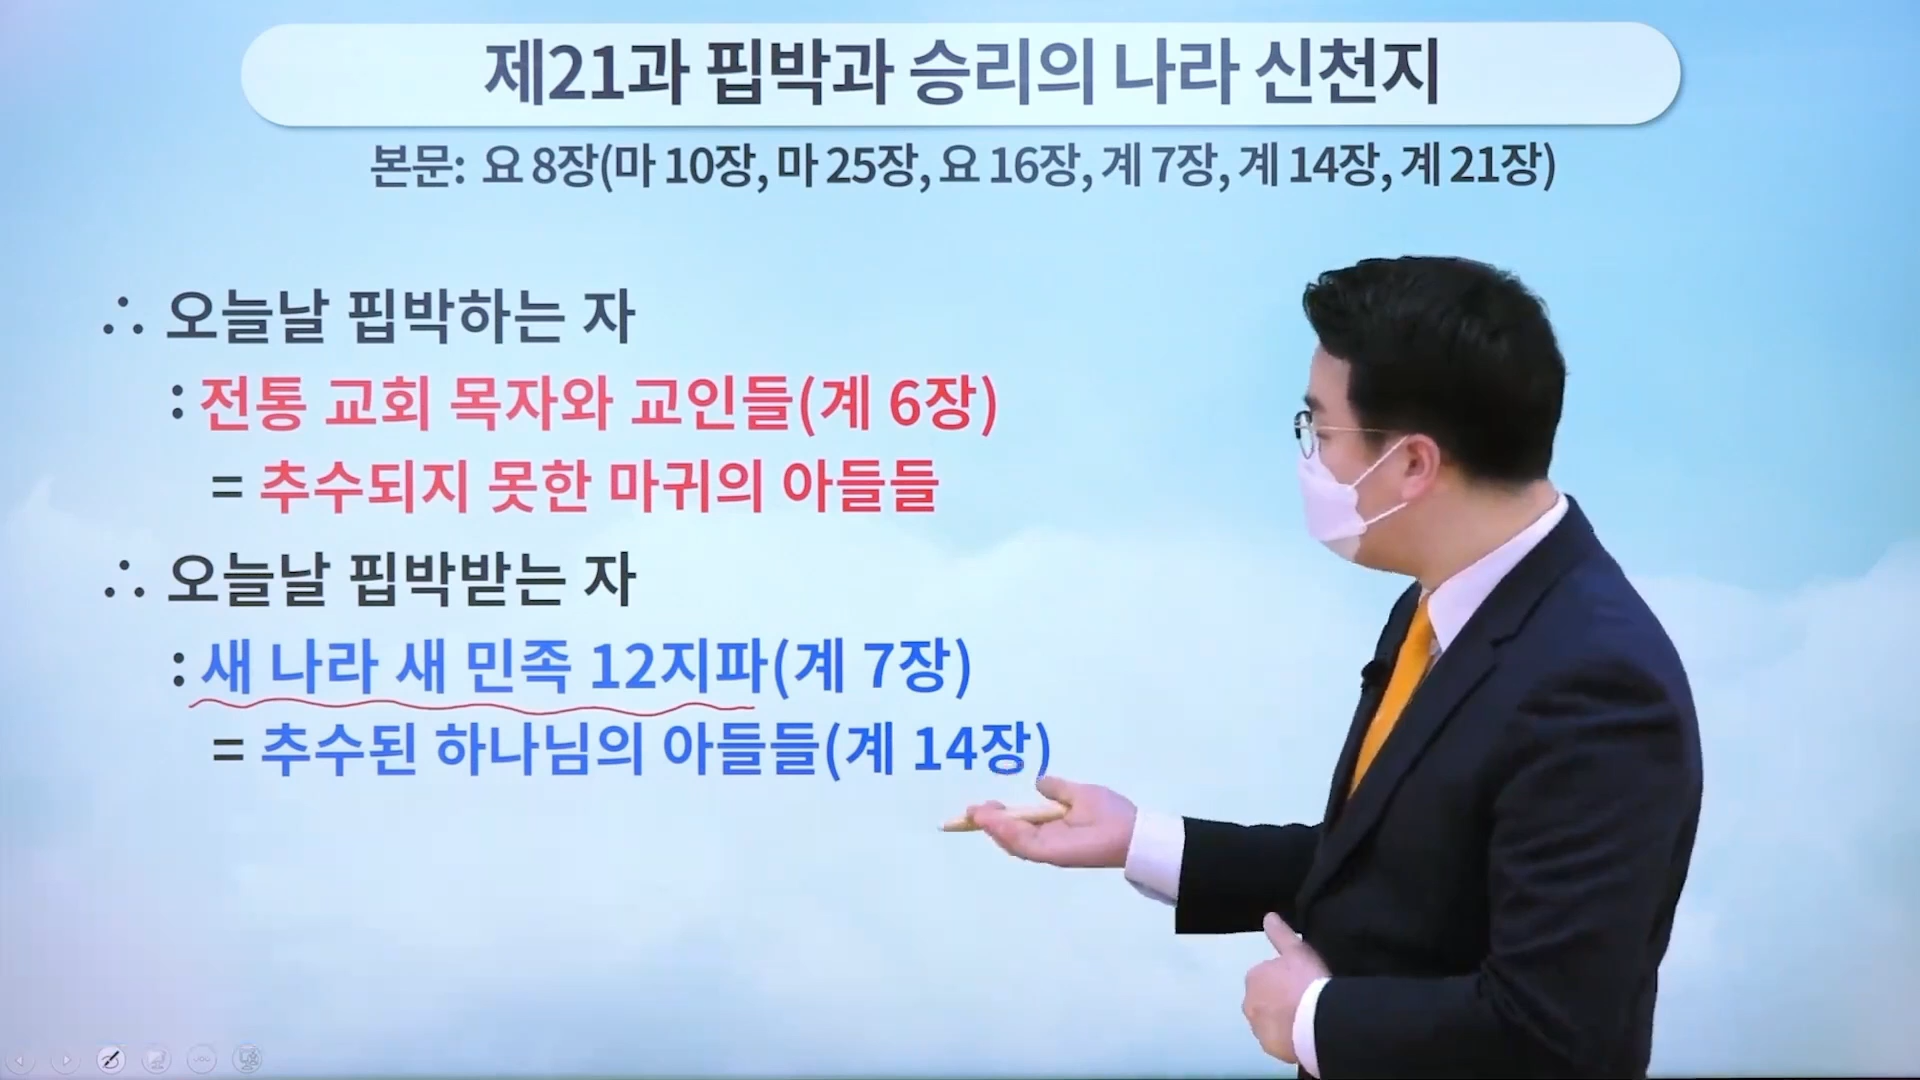 제21과 핍박과 승리의 나라 신천지
본문: 요 8장(마 10장, 마 25장, 요 16장, 계 7장, 계 14장, 계 21장)
∴ 오늘날 핍박하는 자
: 전통 교회 목자와 교인들(계 6장)
= 추수되지 못한 마귀의 아들들
∴ 오늘날 핍박받는 자
: 새 나라 새 민족 12지파(계 7장)
= 추수된 하나님의 아들들(계 14장)